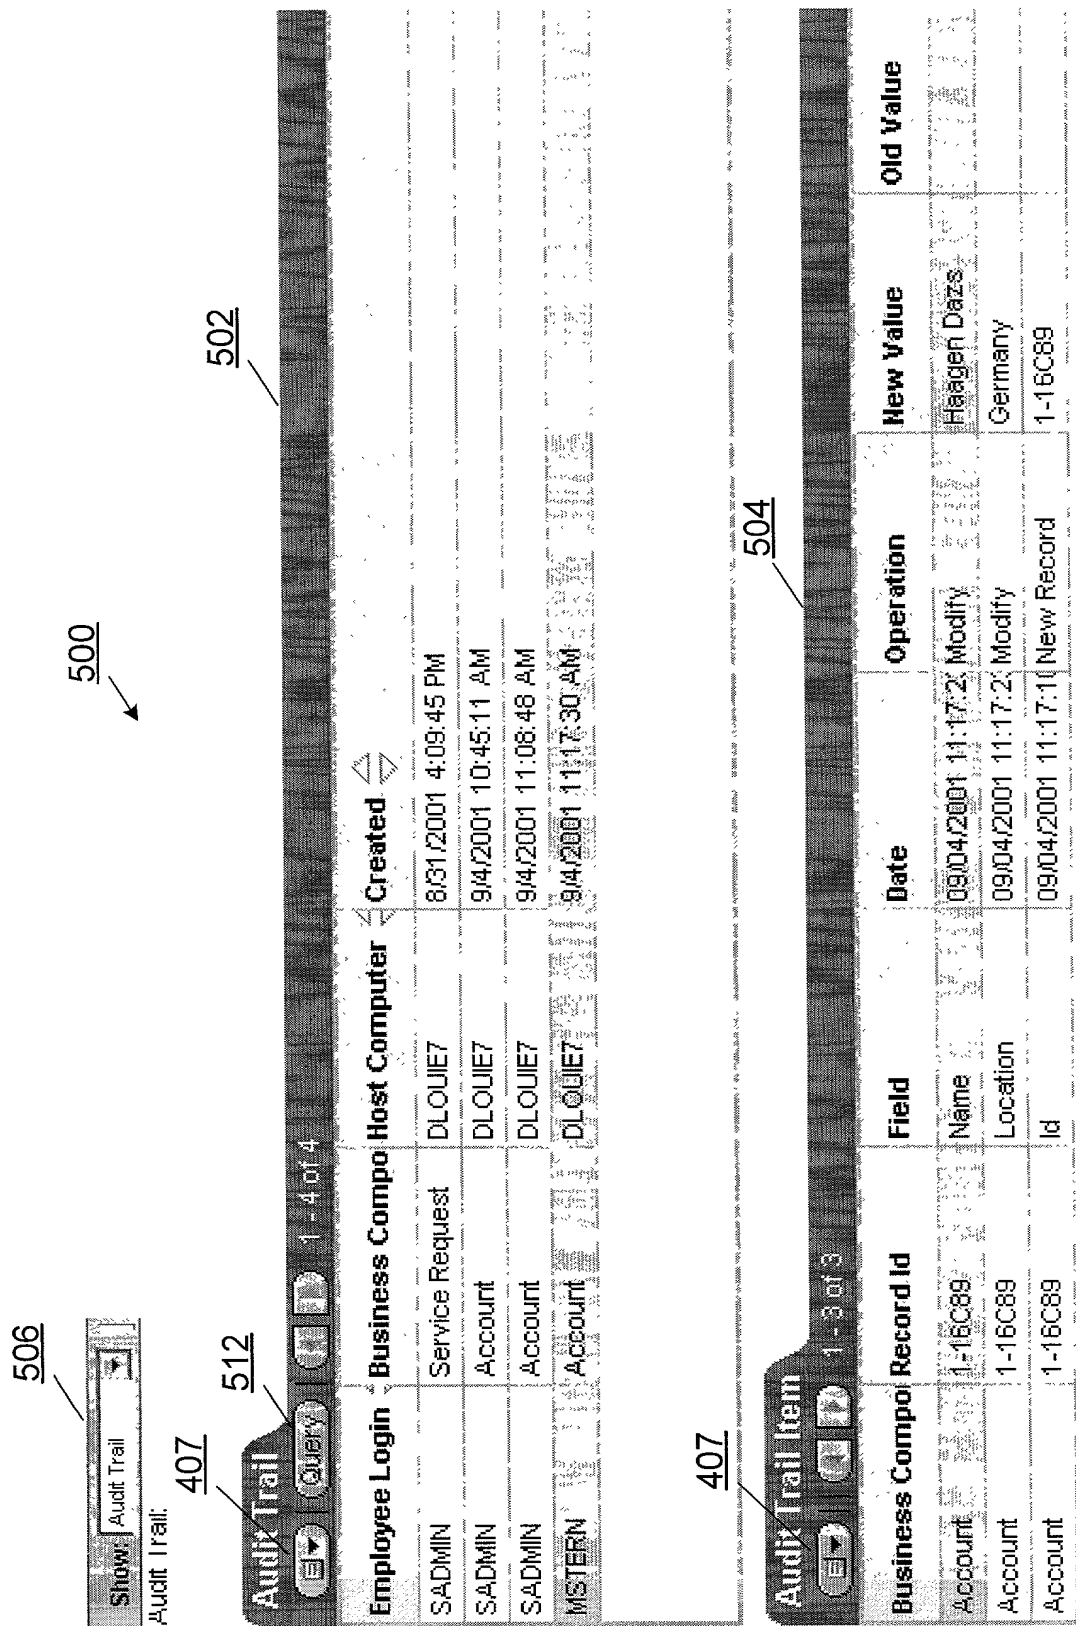 500
506
Show: Audit Trail
Audit Trail:
407
512
502
Audit Trail
Query 1 - 4 of 4
Employee Login Business Compo Host Computer Created
SADMIN Service Request DLOUIE7 8/31/2001 4:09:45 PM
SADMIN Account DLOUIE7 9/4/2001 10:45:11 AM
SADMIN Account DLOUIE7 9/4/2001 11:08:48 AM
MSTERN Account DLOUIE7 9/4/2001 11:17:30 AM
407
504
Audit Trail Item
1 - 3 of 3
Business Compo Record Id Field Date Operation New Value Old Value
Account 1-16C89 Name 09/04/2001 11:17:2 Modify Haagen Dazs
Account 1-16C89 Location 09/04/2001 11:17:2 Modify Germany
Account 1-16C89 Id 09/04/2001 11:17:1 New Record 1-16C89